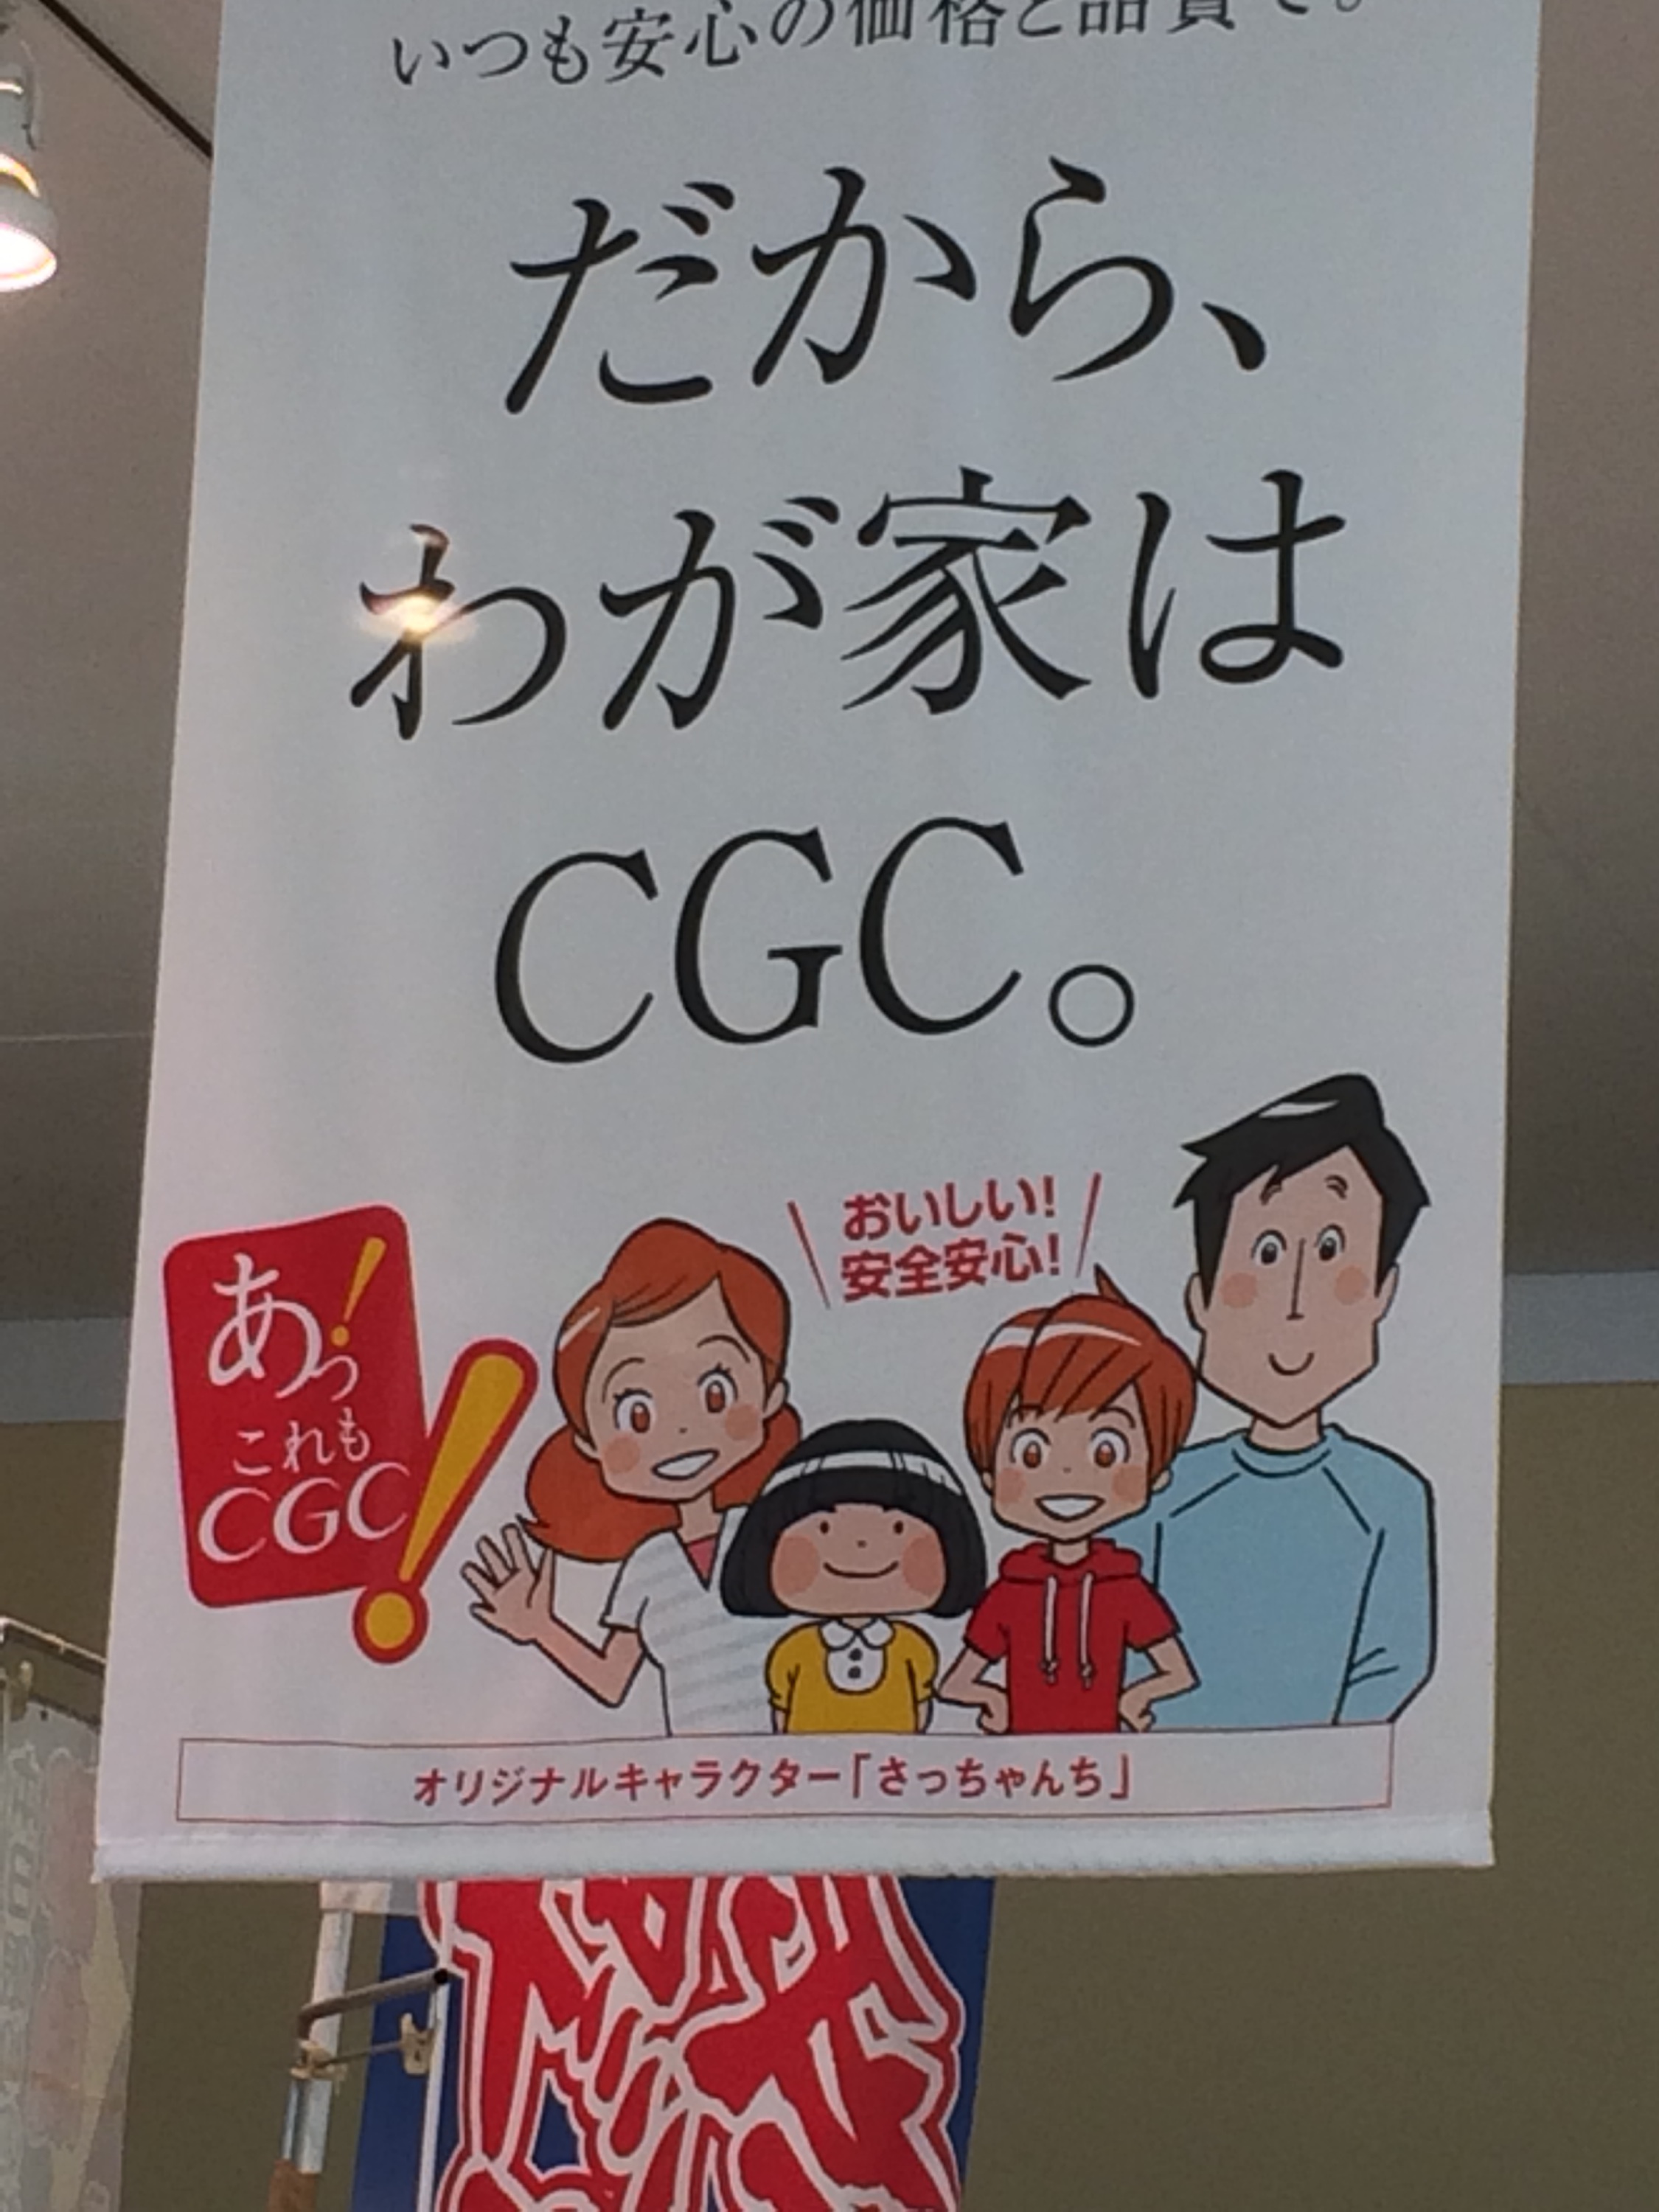 いつも安心の価格と品質で。
だから、
わが家は
CGC。
おいしい!
安全安心!
あっ!
これも
CGC
オリジナルキャラクター「さっちゃんち」